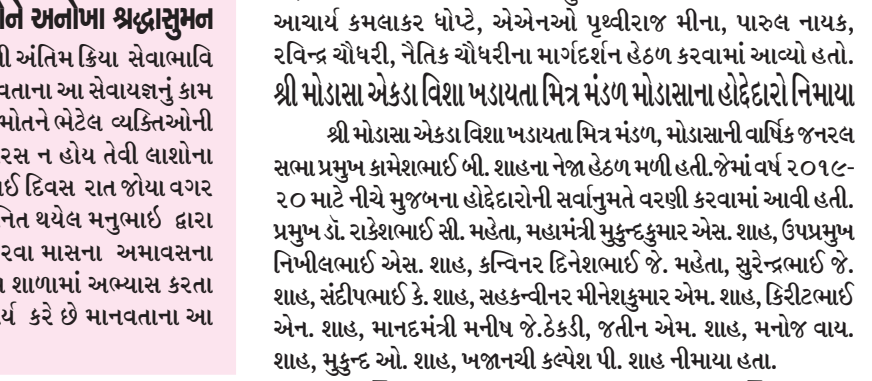 ોને અનોખા શ્રદ્ધાસુમન
ની અંતિમ ક્રિયા સેવાભાવિ
વતાના આ સેવાયજ્ઞનું કામ
મોતને ભેટેલ વ્યક્તિઓની
રસ ન હોય તેવી લાશોના
ઈ દિવસ રાત જોયા વગર
નિત થયેલ મનુભાઇ દ્વારા
રવા માસના અમાવસના
ા શાળામાં અભ્યાસ કરતા
ર્ય કરે છે માનવતાના આ
આચાર્ય કમલાકર ધોપ્ટે, એએનઓ પૃથ્વીરાજ મીના, પારુલ નાયક,
રવિન્દ્ર ચૌધરી, નૈતિક ચૌધરીના માર્ગદર્શન હેઠળ કરવામાં આવ્યો હતો.
શ્રી મોડાસા એકડા વિશા ખડાયતા મિત્ર મંડળ મોડાસાના હોદ્દેદારો નિમાયા
શ્રી મોડાસા એકડા વિશા ખડાયતા મિત્ર મંડળ, મોડાસાની વાર્ષિક જનરલ
સભા પ્રમુખ કામેશભાઈ બી. શાહના નેજા હેઠળ મળી હતી.જેમાં વર્ષ ૨૦૧૯-
૨૦ માટે નીચે મુજબના હોદ્દેદારોની સર્વાનુમતે વરણી કરવામાં આવી હતી.
પ્રમુખ ડૉ. રાકેશભાઈ સી. મહેતા, મહામંત્રી મુકુન્દકુમાર એસ. શાહ, ઉપપ્રમુખ
નિખીલભાઈ એસ. શાહ, કન્વિનર દિનેશભાઈ જે. મહેતા, સુરેન્દ્રભાઈ જે.
શાહ, સંદીપભાઈ કે. શાહ, સહકન્વીનર મીનેશકુમાર એમ. શાહ, કિરીટભાઈ
એન. શાહ, માનદમંત્રી મનીષ જે.ઠેકડી, જતીન એમ. શાહ, મનોજ વાય.
શાહ, મુકુન્દ ઓ. શાહ, ખજાનચી કલ્પેશ પી. શાહ નીમાયા હતા.